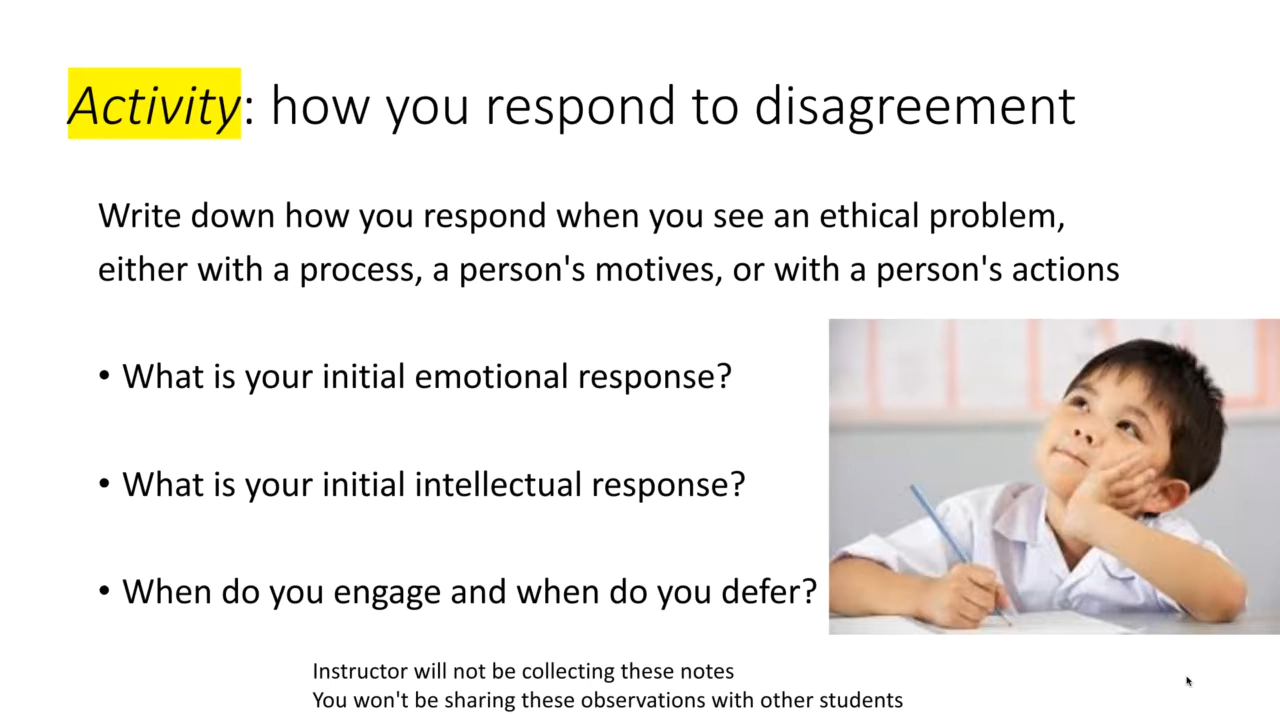 Activity: how you respond to disagreement
Write down how you respond when you see an ethical problem,
either with a process, a person's motives, or with a person's actions
• What is your initial emotional response?
• What is your initial intellectual response?
• When do you engage and when do you defer?
Instructor will not be collecting these notes
You won't be sharing these observations with other students